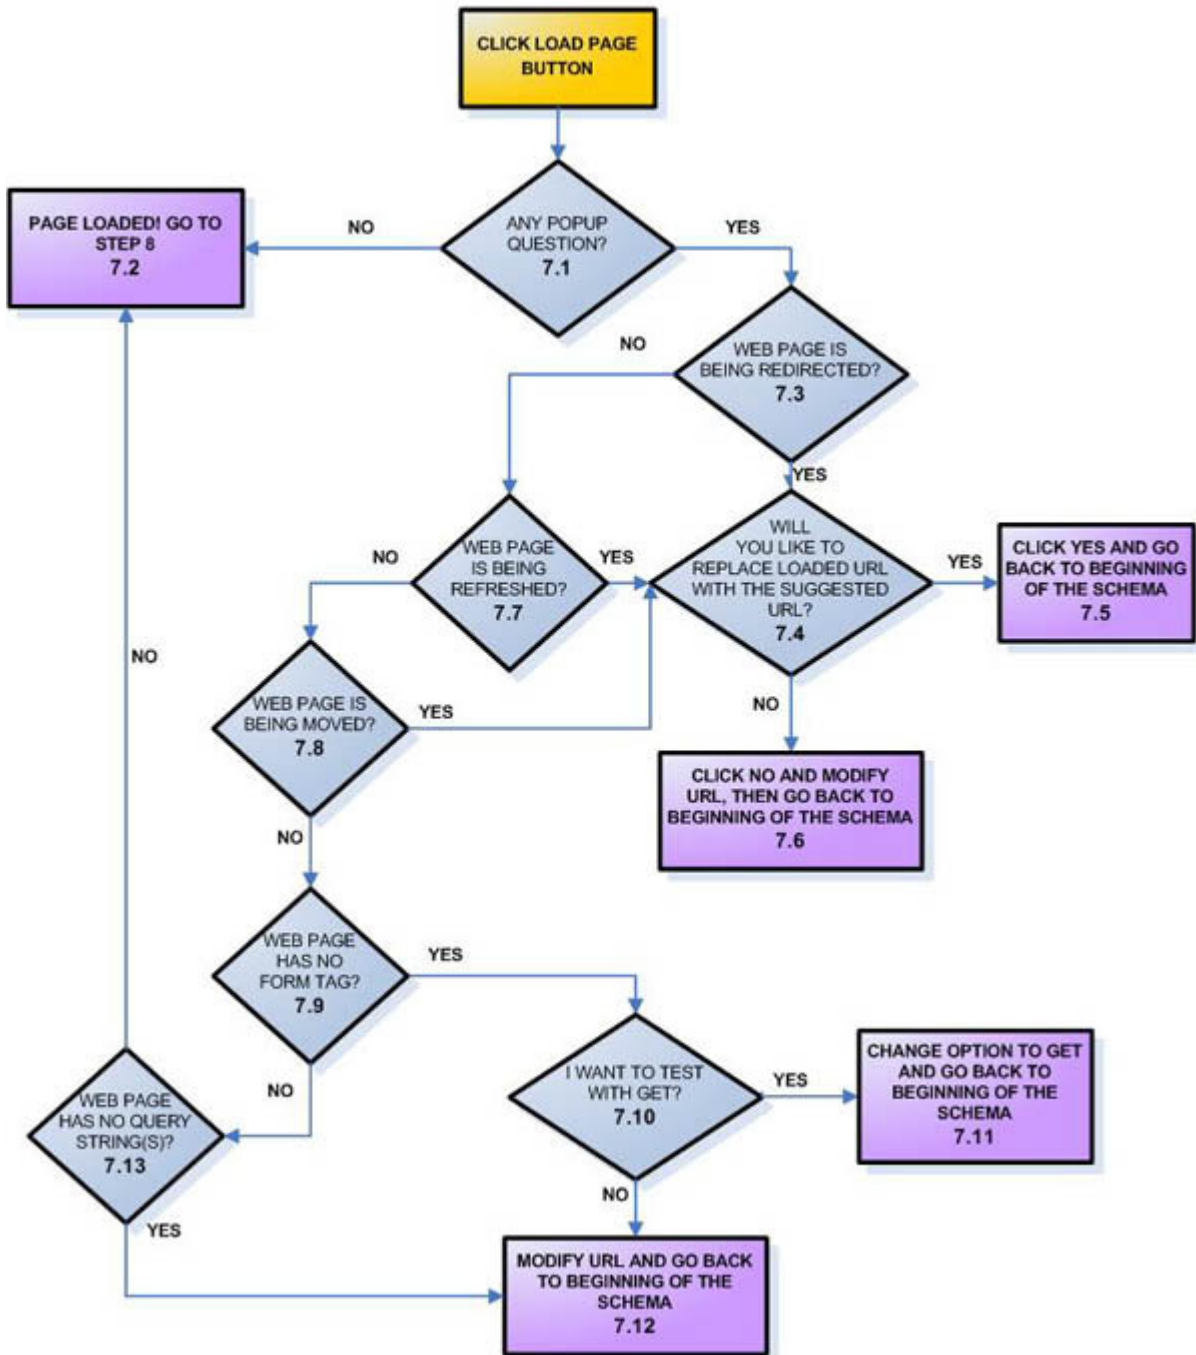 CLICK LOAD PAGE
BUTTON
PAGE LOADED! GO TO
STEP 8
7.2
NO
ANY POPUP
QUESTION?
7.1
YES
NO
WEB PAGE IS
BEING REDIRECTED?
7.3
YES
NO
WEB PAGE
IS BEING
REFRESHED?
7.7
YES
WILL
YOU LIKE TO
REPLACE LOADED URL
WITH THE SUGGESTED
URL?
7.4
YES
CLICK YES AND GO
BACK TO BEGINNING
OF THE SCHEMA
7.5
NO
WEB PAGE IS
BEING MOVED?
7.8
YES
NO
CLICK NO AND MODIFY
URL, THEN GO BACK TO
BEGINNING OF THE SCHEMA
7.6
NO
WEB PAGE
HAS NO
FORM TAG?
7.9
YES
NO
WEB PAGE
HAS NO QUERY
STRING(S)?
7.13
YES
I WANT TO TEST
WITH GET?
7.10
YES
CHANGE OPTION TO GET
AND GO BACK TO
BEGINNING OF THE
SCHEMA
7.11
NO
MODIFY URL AND GO BACK
TO BEGINNING OF THE
SCHEMA
7.12